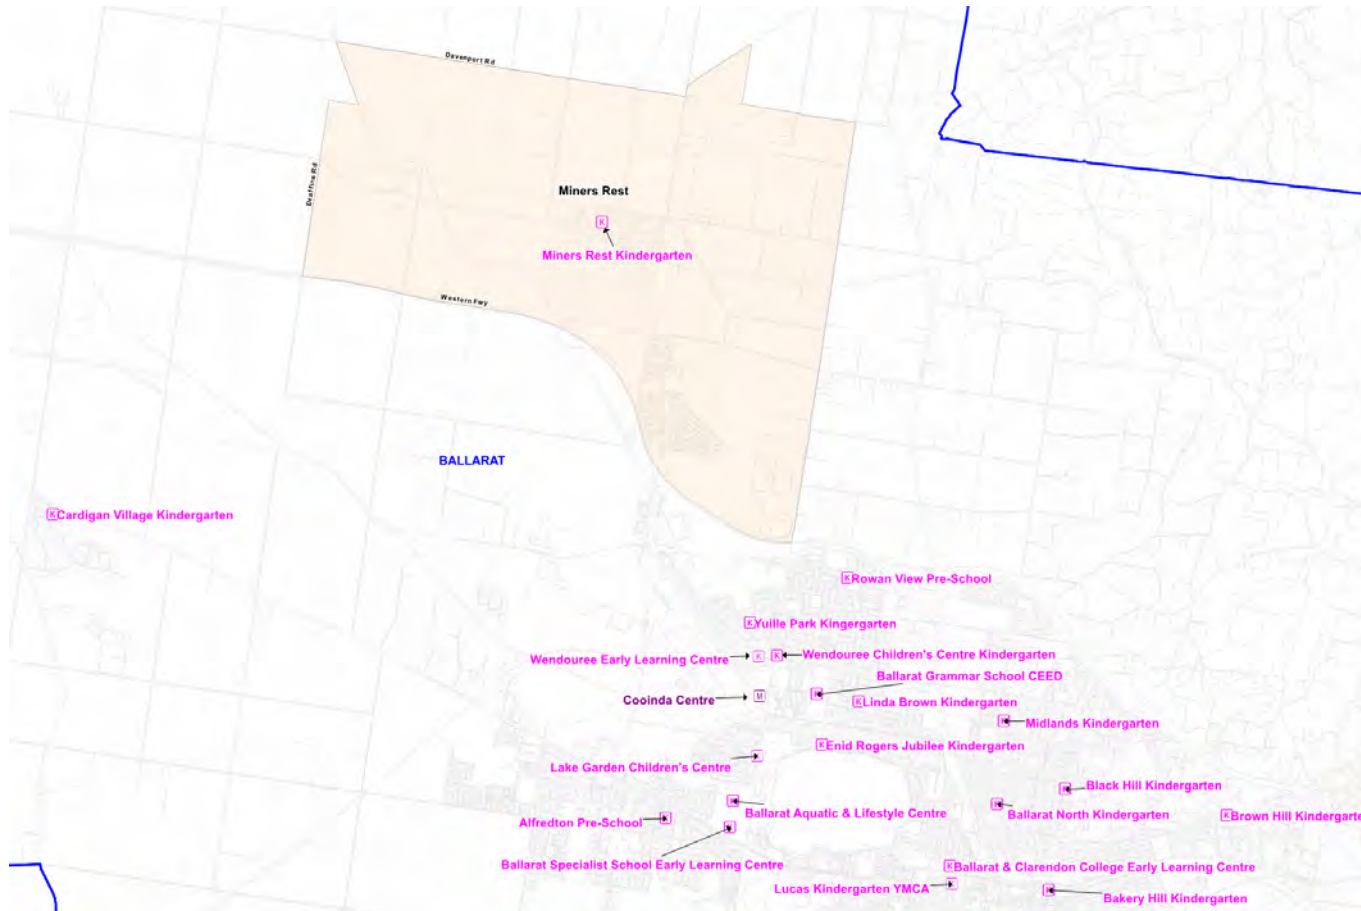 Davenport Rd
Draffins Rd
Miners Rest
K
Miners Rest Kindergarten
Western Fwy
BALLARAT
K Cardigan Village Kindergarten
K Rowan View Pre-School
K Yuille Park Kingergarten
Wendouree Early Learning Centre K
K Wendouree Children's Centre Kindergarten
Ballarat Grammar School CEED
K
Cooinda Centre M
K Linda Brown Kindergarten
K Midlands Kindergarten
K Enid Rogers Jubilee Kindergarten
Lake Garden Children's Centre K
K Black Hill Kindergarten
K Ballarat Aquatic & Lifestyle Centre
K Ballarat North Kindergarten
Alfredton Pre-School K
K Brown Hill Kindergarte
K
Ballarat Specialist School Early Learning Centre
K Ballarat & Clarendon College Early Learning Centre
Lucas Kindergarten YMCA K
K Bakery Hill Kindergarten